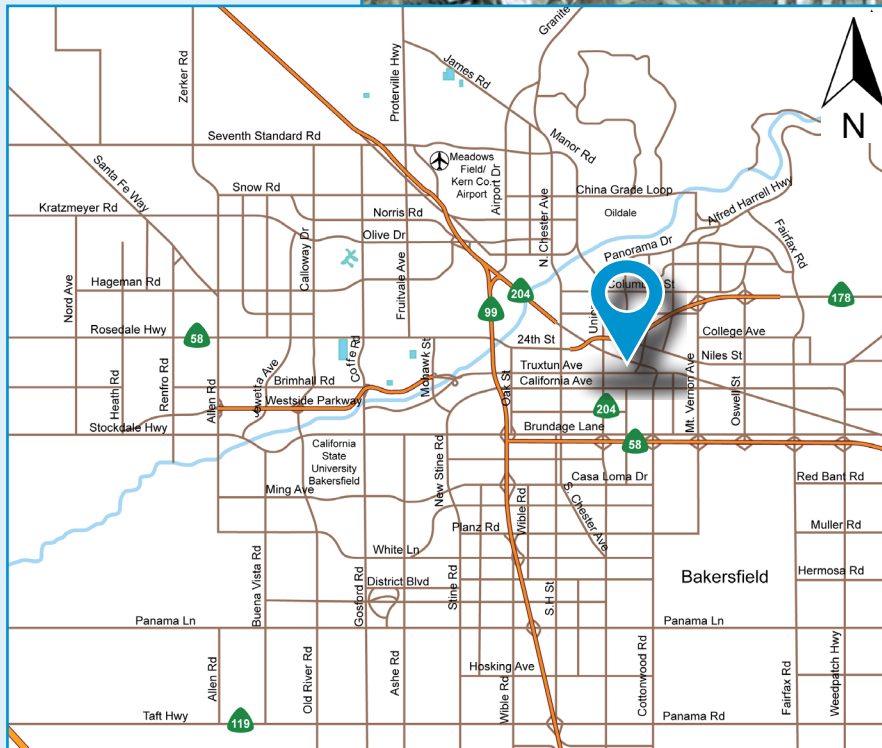 Granite
Zerker Rd
Proterville Hwy
James Rd
N
Seventh Standard Rd
Manor Rd
Meadows
Field/
Kern Co.
Airport
Airport Dr
Santa Fe Way
Snow Rd
China Grade Loop
Alfred Harrell Hwy
Kratzmeyer Rd
Norris Rd
Oildale
N. Chester Ave
Olive Dr
Panorama Dr
Fairfax Rd
Calloway Dr
Nord Ave
Hageman Rd
Fruitvale Ave
204
178
99
Rosedale Hwy
58
24th St
College Ave
Coffe Rd
Mohawk St
Truxtun Ave
Niles St
Heath Rd
Renfro Rd
Allen Rd
Jewetta Ave
Brimhall Rd
California Ave
Oak St
Mt. Vernor Ave
Oswell St
Westside Parkway
204
Stockdale Hwy
Brundage Lane
58
California
State
University
Bakersfield
New Stine Rd
Casa Loma Dr
Red Bant Rd
Ming Ave
Wible Rd
S. Chester Ave
Planz Rd
Muller Rd
White Ln
District Blvd
Bakersfield
Hermosa Rd
Buena Vista Rd
Gosford Rd
Stine Rd
S.H St
Panama Ln
Panama Ln
Allen Rd
Old River Rd
Ashe Rd
Hosking Ave
Wible Rd
Cottonwood Rd
Fairfax Rd
Weedpatch Hwy
Taft Hwy
119
Panama Rd